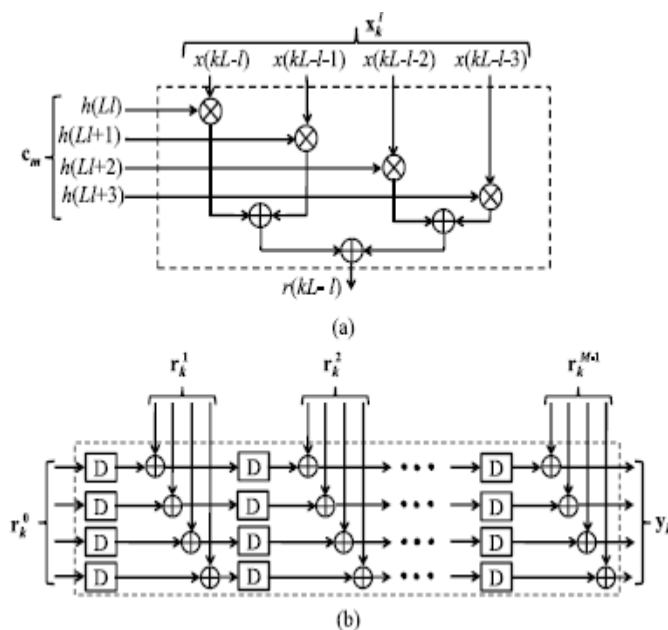 x_k^l
x(kL-l) x(kL-l-1) x(kL-l-2) x(kL-l-3)
h(Ll)
h(Ll+1)
c_m
h(Ll+2)
h(Ll+3)
r(kL- l)
(a)
r_k^1 r_k^2 r_k^{M-1}
D D D
D D D
r_k^0
D D D
D D D
(b)